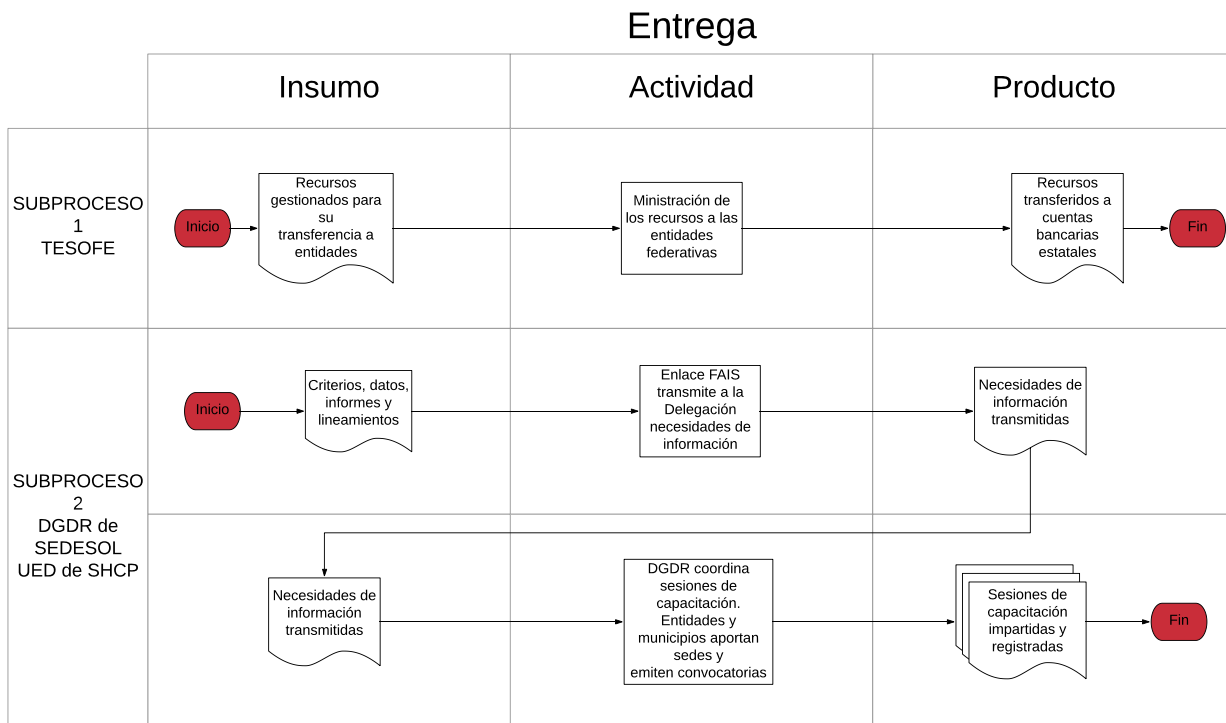 Entrega
Insumo
Actividad
Producto
SUBPROCESO
1
TESOFE
Inicio
Recursos
gestionados para
su
transferencia a
entidades
Ministración de
los recursos a las
entidades
federativas
Recursos
transferidos a
cuentas
bancarias
estatales
Fin
SUBPROCESO
2
DGDR de
SEDESOL
UED de SHCP
Inicio
Criterios, datos,
informes y
lineamientos
Enlace FAIS
transmite a la
Delegación
necesidades de
información
Necesidades de
información
transmitidas
Necesidades de
información
transmitidas
DGDR coordina
sesiones de
capacitación.
Entidades y
municipios aportan
sedes y
emiten convocatorias
Sesiones de
capacitación
impartidas y
registradas
Fin